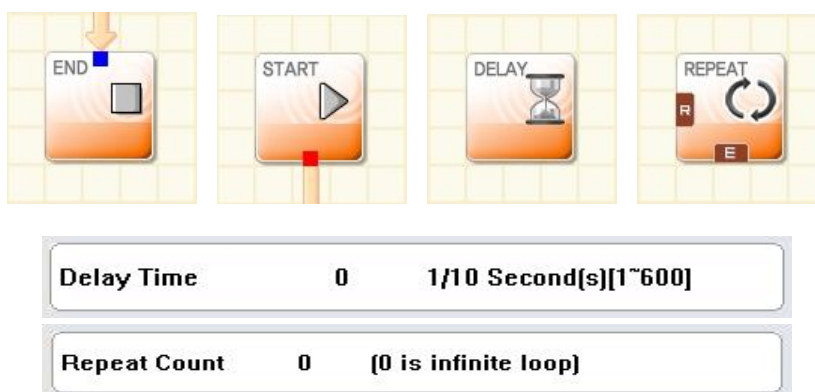 END
START
DELAY
REPEAT
R
E
Delay Time 0 1/10 Second(s)[1~600]
Repeat Count 0 (0 is infinite loop)